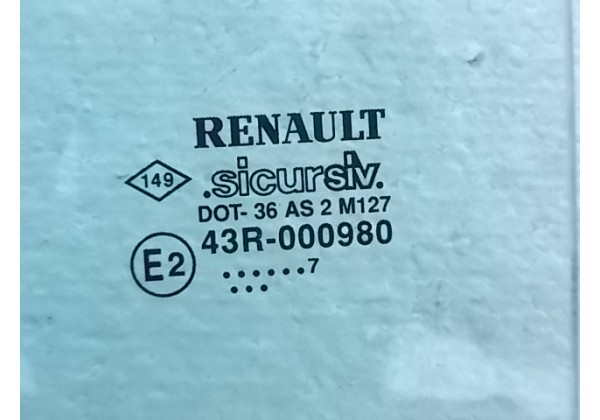 RENAULT
149
.sicursiv.
DOT- 36 AS 2 M127
E2
43R-000980
......7
...